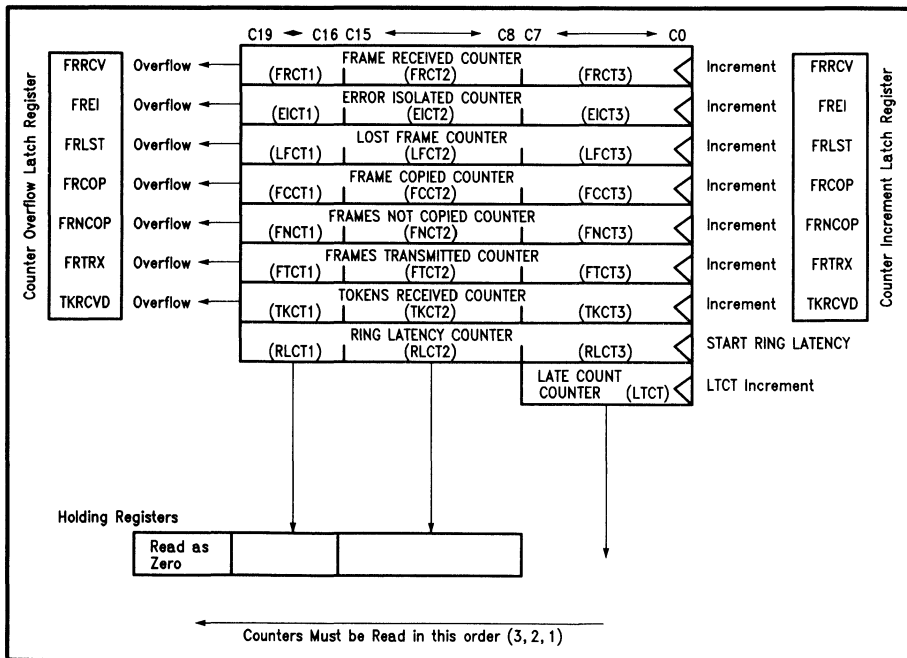 C19 C16 C15 C8 C7 C0
Counter Overflow Latch Register
Counter Increment Latch Register
FRRCV Overflow FRAME RECEIVED COUNTER Increment FRRCV
(FRCT1) (FRCT2) (FRCT3)
FREI Overflow ERROR ISOLATED COUNTER Increment FREI
(EICT1) (EICT2) (EICT3)
FRLST Overflow LOST FRAME COUNTER Increment FRLST
(LFCT1) (LFCT2) (LFCT3)
FRCOP Overflow FRAME COPIED COUNTER Increment FRCOP
(FCCT1) (FCCT2) (FCCT3)
FRNCOP Overflow FRAMES NOT COPIED COUNTER Increment FRNCOP
(FNCT1) (FNCT2) (FNCT3)
FRTRX Overflow FRAMES TRANSMITTED COUNTER Increment FRTRX
(FTCT1) (FTCT2) (FTCT3)
TKRCVD Overflow TOKENS RECEIVED COUNTER Increment TKRCVD
(TKCT1) (TKCT2) (TKCT3)
RING LATENCY COUNTER START RING LATENCY
(RLCT1) (RLCT2) (RLCT3)
LATE COUNT
COUNTER (LTCT) LTCT Increment
Holding Registers
Read as
Zero
Counters Must be Read in this order (3, 2, 1)